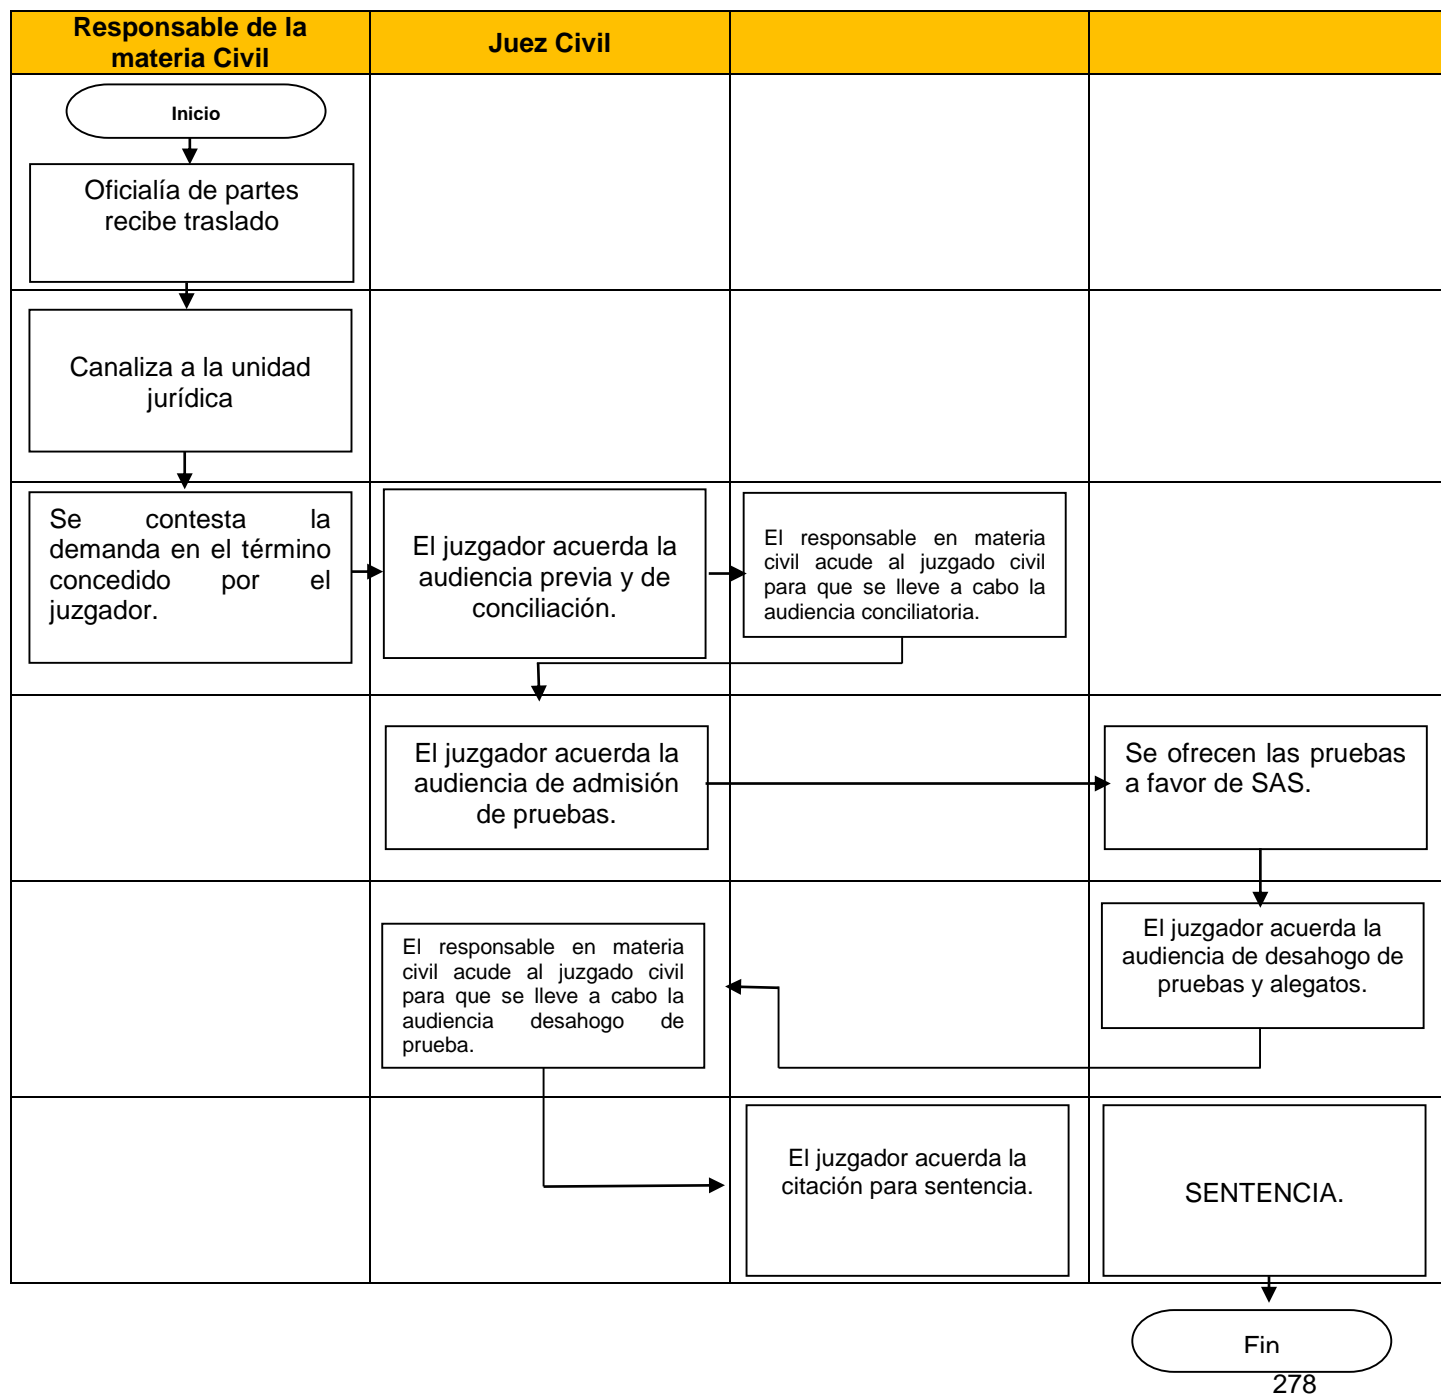 Responsable de la
materia Civil
Juez Civil
Inicio
Oficialía de partes
recibe traslado
Canaliza a la unidad
jurídica
Se contesta la
demanda en el término
concedido por el
juzgador.
El juzgador acuerda la
audiencia previa y de
conciliación.
El responsable en materia
civil acude al juzgado civil
para que se lleve a cabo la
audiencia conciliatoria.
El juzgador acuerda la
audiencia de admisión
de pruebas.
Se ofrecen las pruebas
a favor de SAS.
El responsable en materia
civil acude al juzgado civil
para que se lleve a cabo la
audiencia desahogo de
prueba.
El juzgador acuerda la
audiencia de desahogo de
pruebas y alegatos.
El juzgador acuerda la
citación para sentencia.
SENTENCIA.
Fin
278